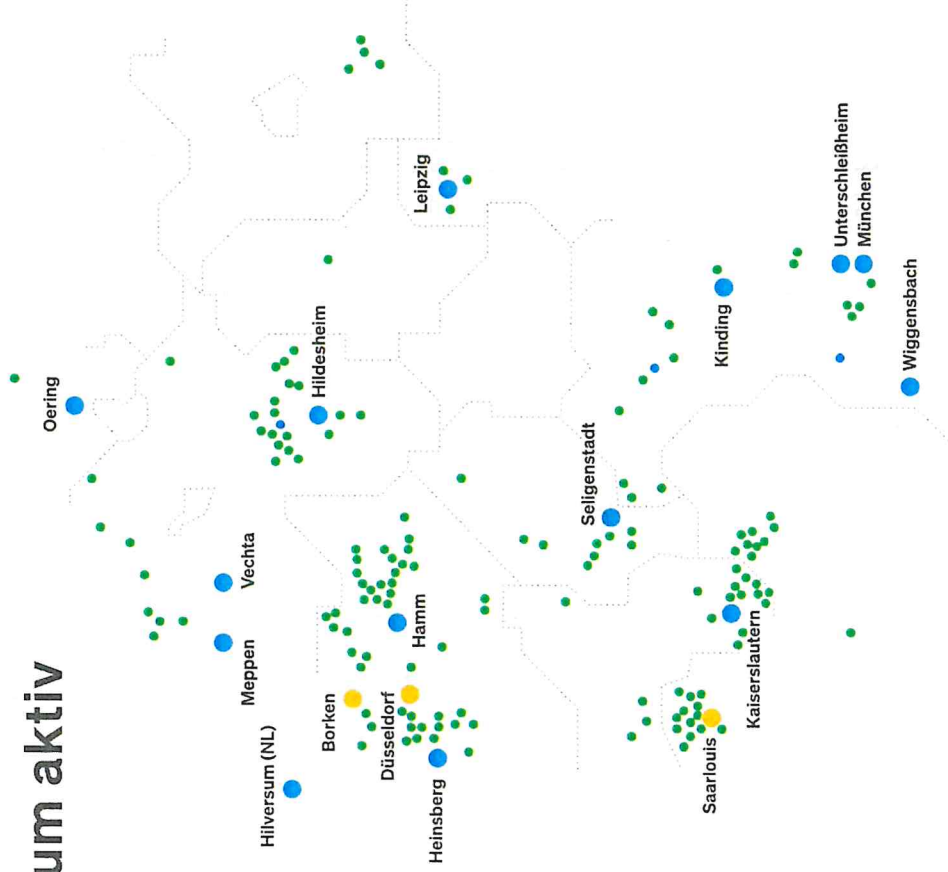 um aktiv
Oering
Vechta
Meppen
Hilversum (NL)
Hildesheim
Leipzig
Borken
Hamm
Düsseldorf
Heinsberg
Seligenstadt
Kinding
Unterschleißheim
München
Wiggensbach
Kaiserslautern
Saarlouis